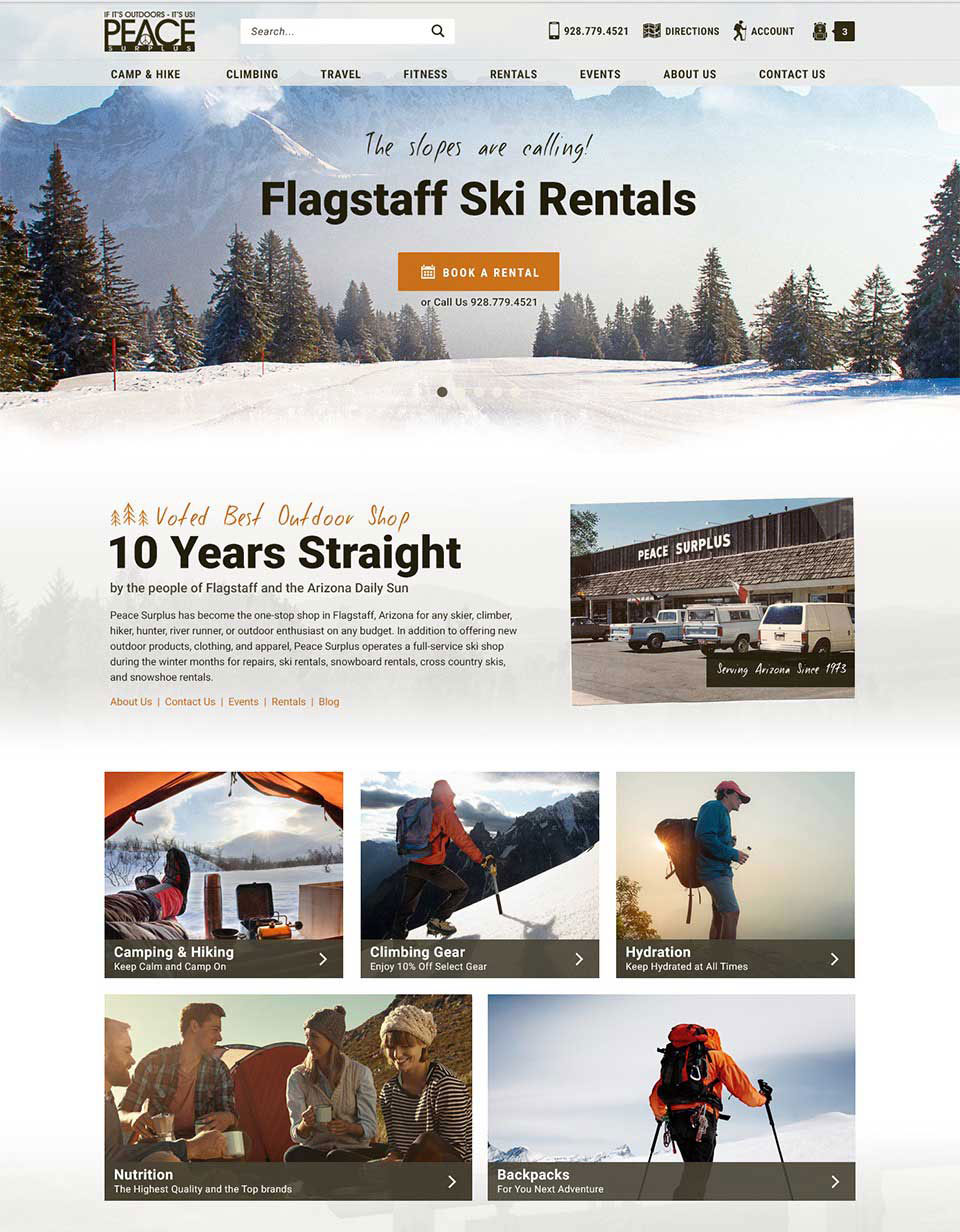 IF IT'S OUTDOORS - IT'S US!
PEACE
SURPLUS
Search...
928.779.4521
DIRECTIONS
ACCOUNT
3
CAMP & HIKE
CLIMBING
TRAVEL
FITNESS
RENTALS
EVENTS
ABOUT US
CONTACT US
The slopes are calling!
Flagstaff Ski Rentals
BOOK A RENTAL
or Call Us 928.779.4521
Voted Best Outdoor Shop
10 Years Straight
by the people of Flagstaff and the Arizona Daily Sun
Peace Surplus has become the one-stop shop in Flagstaff, Arizona for any skier, climber,
hiker, hunter, river runner, or outdoor enthusiast on any budget. In addition to offering new
outdoor products, clothing, and apparel, Peace Surplus operates a full-service ski shop
during the winter months for repairs, ski rentals, snowboard rentals, cross country skis,
and snowshoe rentals.
About Us | Contact Us | Events | Rentals | Blog
PEACE SURPLUS
Serving Arizona Since 1973
Camping & Hiking
Keep Calm and Camp On
Climbing Gear
Enjoy 10% Off Select Gear
Hydration
Keep Hydrated at All Times
Nutrition
The Highest Quality and the Top brands
Backpacks
For You Next Adventure